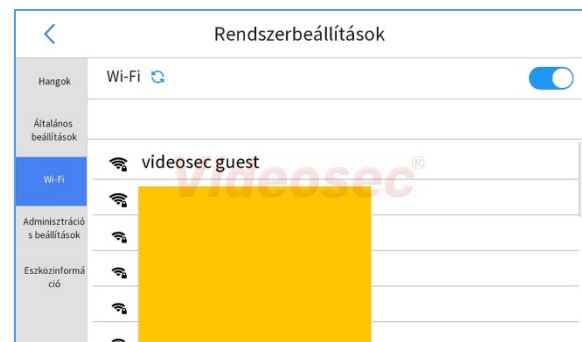 Rendszerbeállítások
Hangok
Wi-Fi
Általános
beállítások
videosec guest
Videosec®
Wi-Fi
Adminisztráció
s beállítások
Eszközinformá
ció